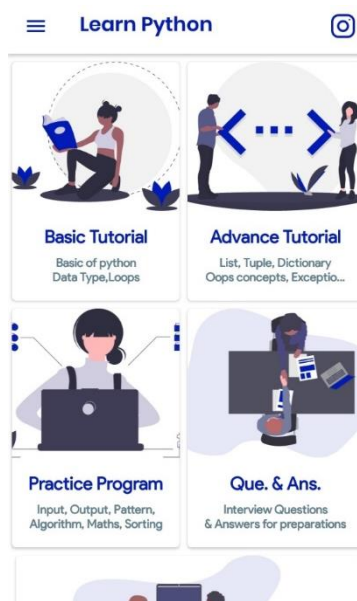 Learn Python
Basic Tutorial
Basic of python
Data Type,Loops
Advance Tutorial
List, Tuple, Dictionary
Oops concepts, Exceptio...
Practice Program
Input, Output, Pattern,
Algorithm, Maths, Sorting
Que. & Ans.
Interview Questions
& Answers for preparations